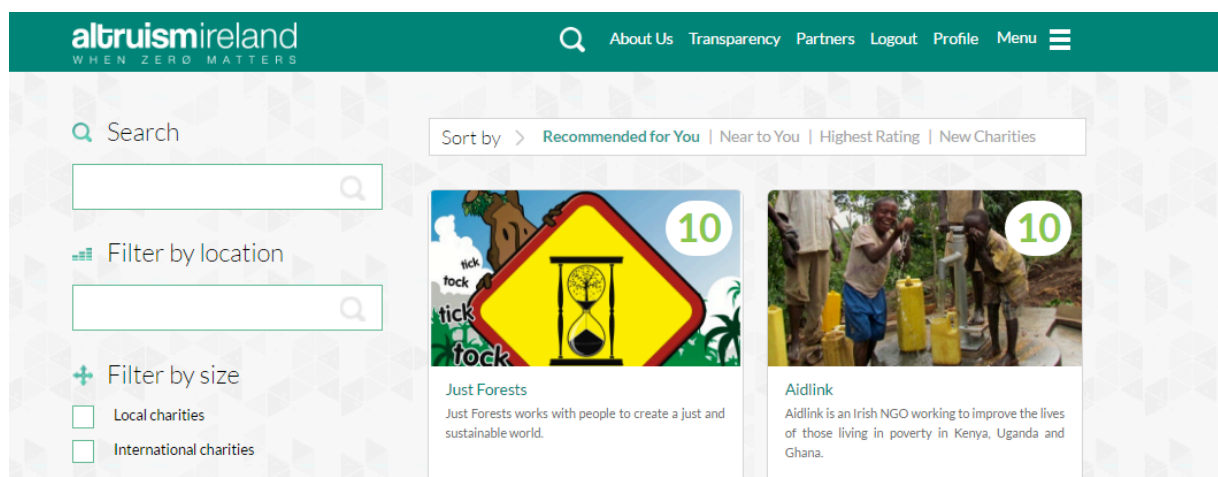 altruismireland
WHEN ZERØ MATTERS
About Us Transparency Partners Logout Profile Menu
Search
Filter by location
Filter by size
Local charities
International charities
Sort by > Recommended for You | Near to You | Highest Rating | New Charities
10
tick
tock
tick
tock
Just Forests
Just Forests works with people to create a just and
sustainable world.
10
Aidlink
Aidlink is an Irish NGO working to improve the lives
of those living in poverty in Kenya, Uganda and
Ghana.